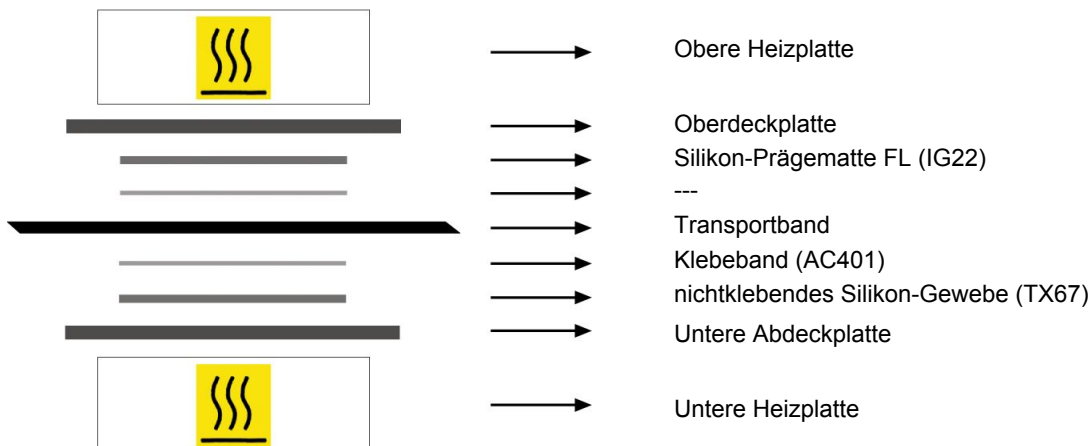 Obere Heizplatte
Oberdeckplatte
Silikon-Prägematte FL (IG22)
---
Transportband
Klebeband (AC401)
nichtklebendes Silikon-Gewebe (TX67)
Untere Abdeckplatte
Untere Heizplatte